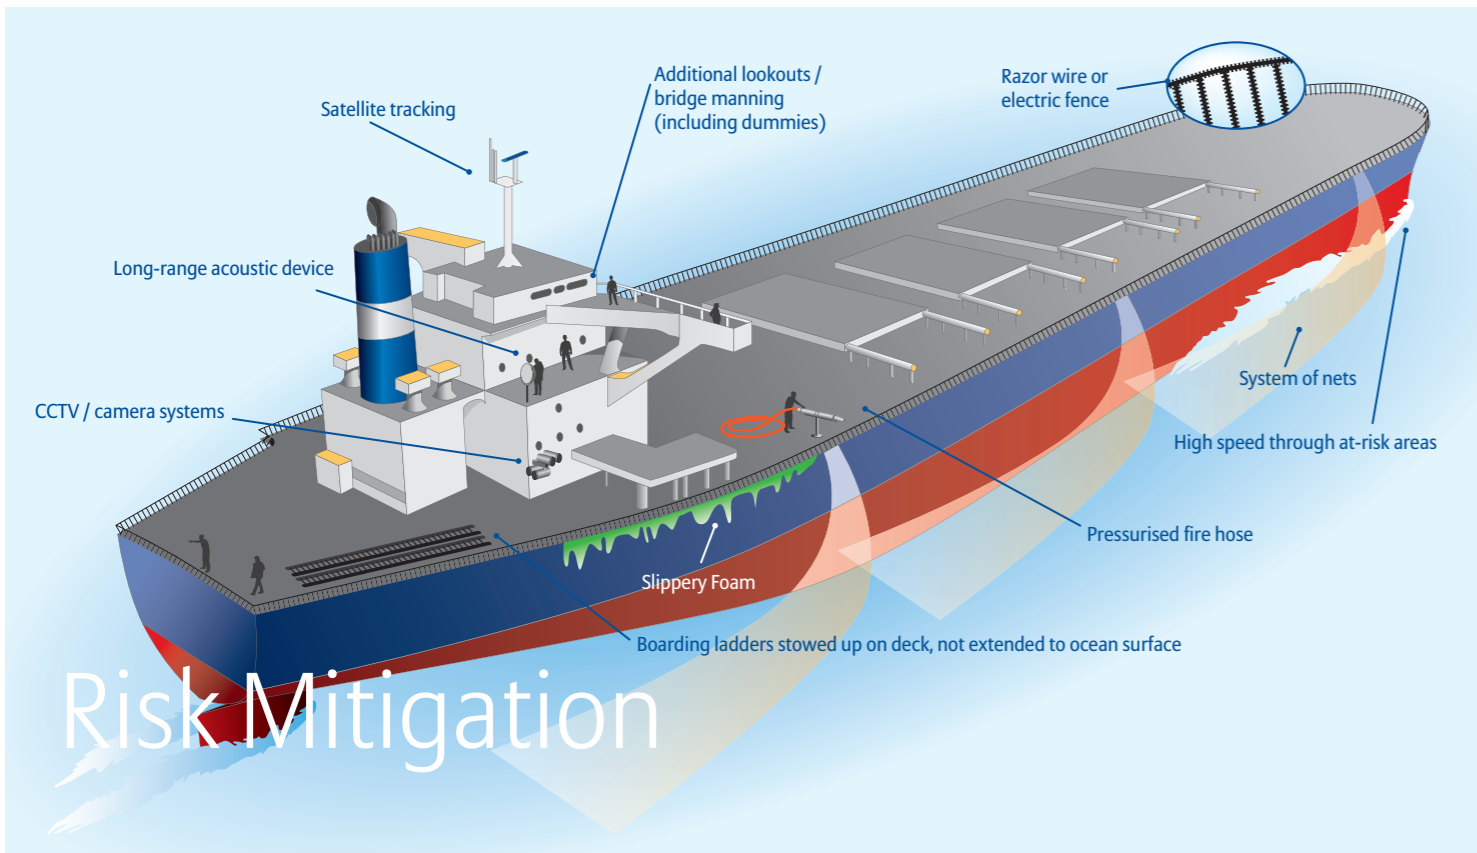 Additional lookouts /
bridge manning
(including dummies)
Razor wire or
electric fence
Satellite tracking
Long-range acoustic device
CCTV / camera systems
System of nets
High speed through at-risk areas
Pressurised fire hose
Slippery Foam
Boarding ladders stowed up on deck, not extended to ocean surface
Risk Mitigation